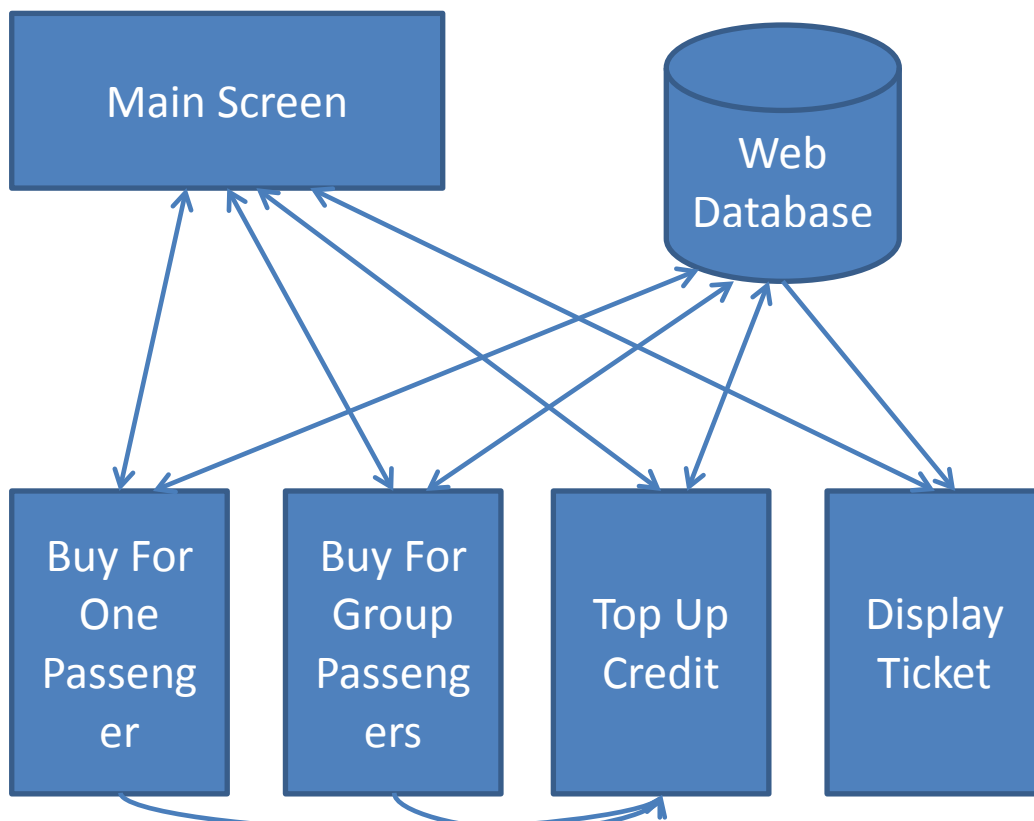 Main Screen
Web
Database
Buy For
One
Passeng
er
Buy For
Group
Passeng
ers
Top Up
Credit
Display
Ticket